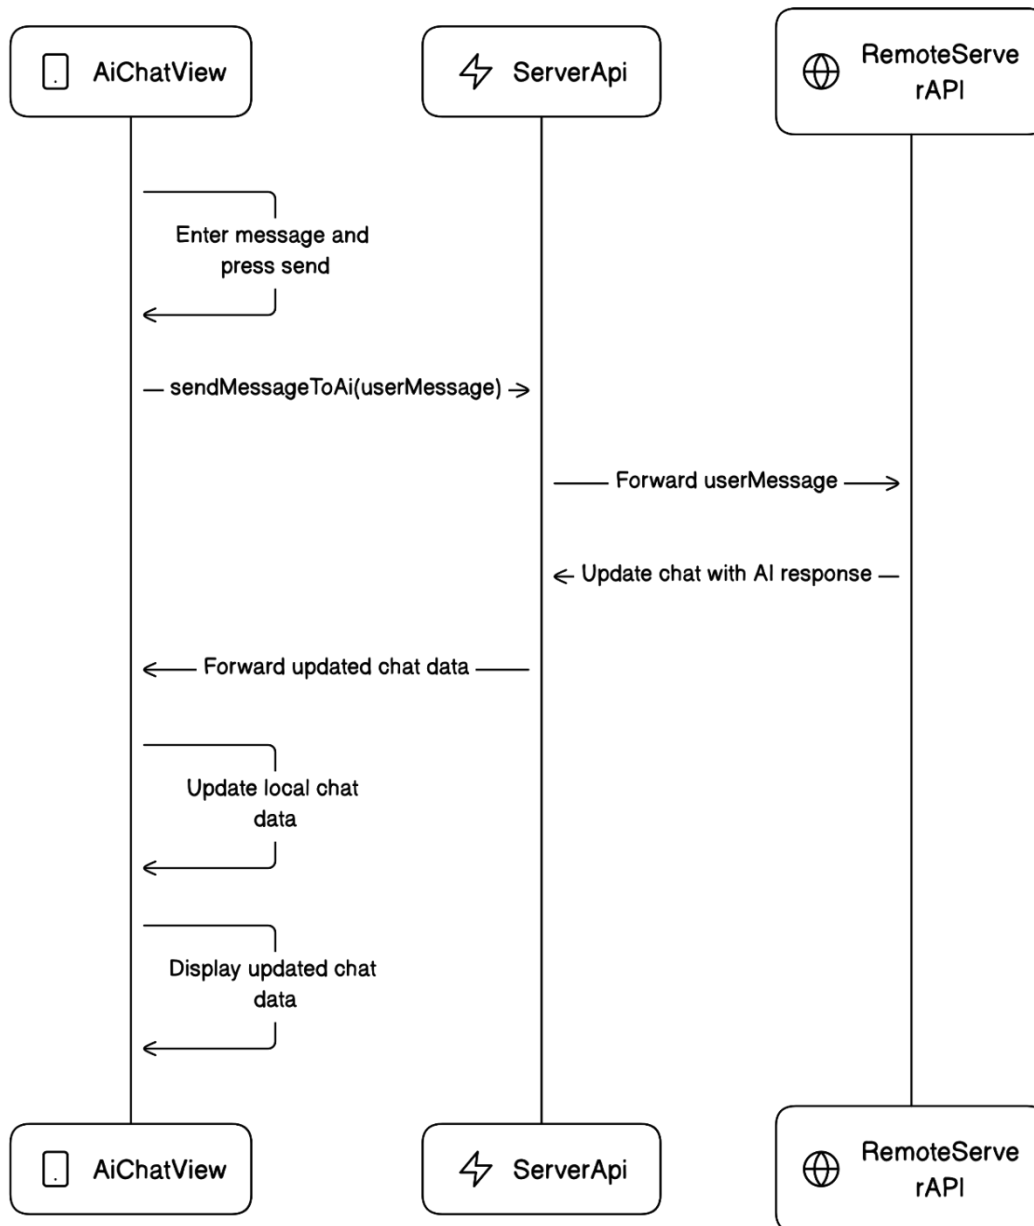 AiChatView
ServerApi
RemoteServe
rAPI
Enter message and
press send
sendMessageToAi(userMessage)
Forward userMessage
Update chat with AI response
Forward updated chat data
Update local chat
data
Display updated chat
data
AiChatView
ServerApi
RemoteServe
rAPI